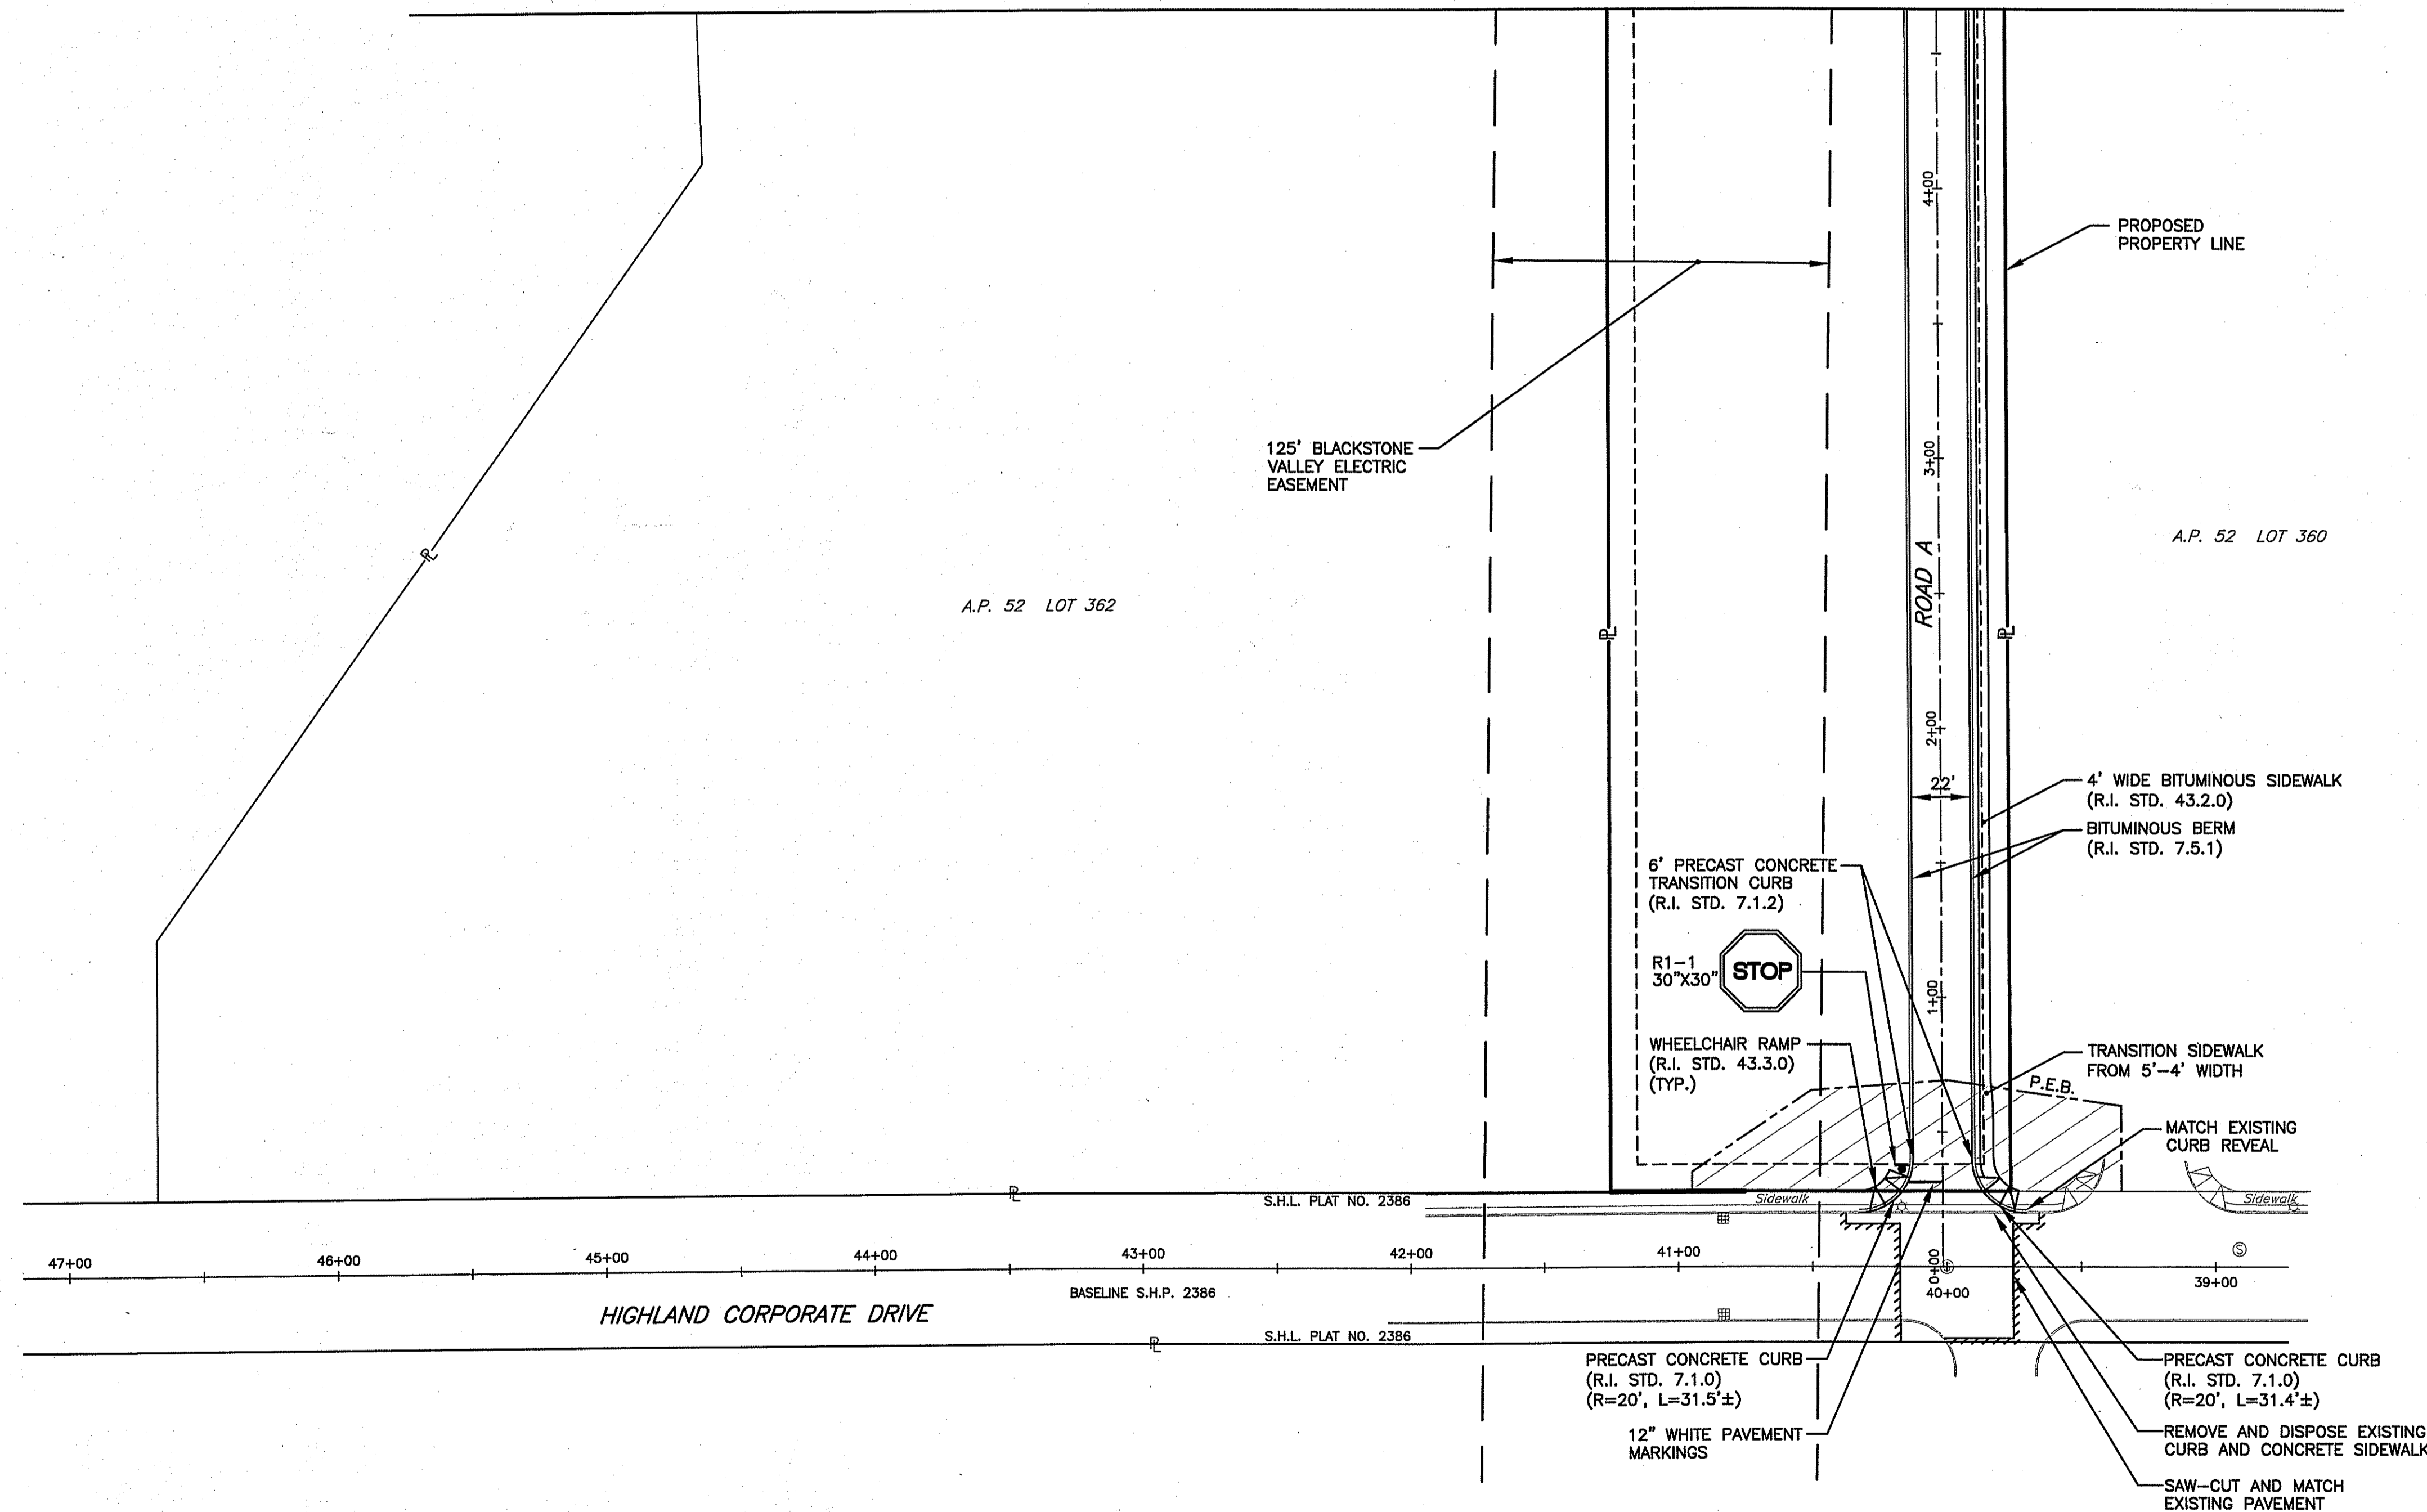 4+00
PROPOSED
PROPERTY LINE
125' BLACKSTONE
VALLEY ELECTRIC
EASEMENT
3+00
A.P. 52 LOT 360
ROAD A
PL
A.P. 52 LOT 362
PL
PL
2+00
22'
4' WIDE BITUMINOUS SIDEWALK
(R.I. STD. 43.2.0)
BITUMINOUS BERM
(R.I. STD. 7.5.1)
6' PRECAST CONCRETE
TRANSITION CURB
(R.I. STD. 7.1.2)
R1-1
30"X30"
STOP
1+00
WHEELCHAIR RAMP
(R.I. STD. 43.3.0)
(TYP.)
TRANSITION SIDEWALK
FROM 5'-4' WIDTH
P.E.B.
MATCH EXISTING
CURB REVEAL
PL
S.H.L. PLAT NO. 2386
Sidewalk
Sidewalk
47+00
46+00
45+00
44+00
43+00
42+00
41+00
0+00
40+00
S
39+00
BASELINE S.H.P. 2386
HIGHLAND CORPORATE DRIVE
S.H.L. PLAT NO. 2386
PL
PRECAST CONCRETE CURB
(R.I. STD. 7.1.0)
(R=20', L=31.5'±)
12" WHITE PAVEMENT
MARKINGS
PRECAST CONCRETE CURB
(R.I. STD. 7.1.0)
(R=20', L=31.4'±)
REMOVE AND DISPOSE EXISTING
CURB AND CONCRETE SIDEWALK
SAW-CUT AND MATCH
EXISTING PAVEMENT